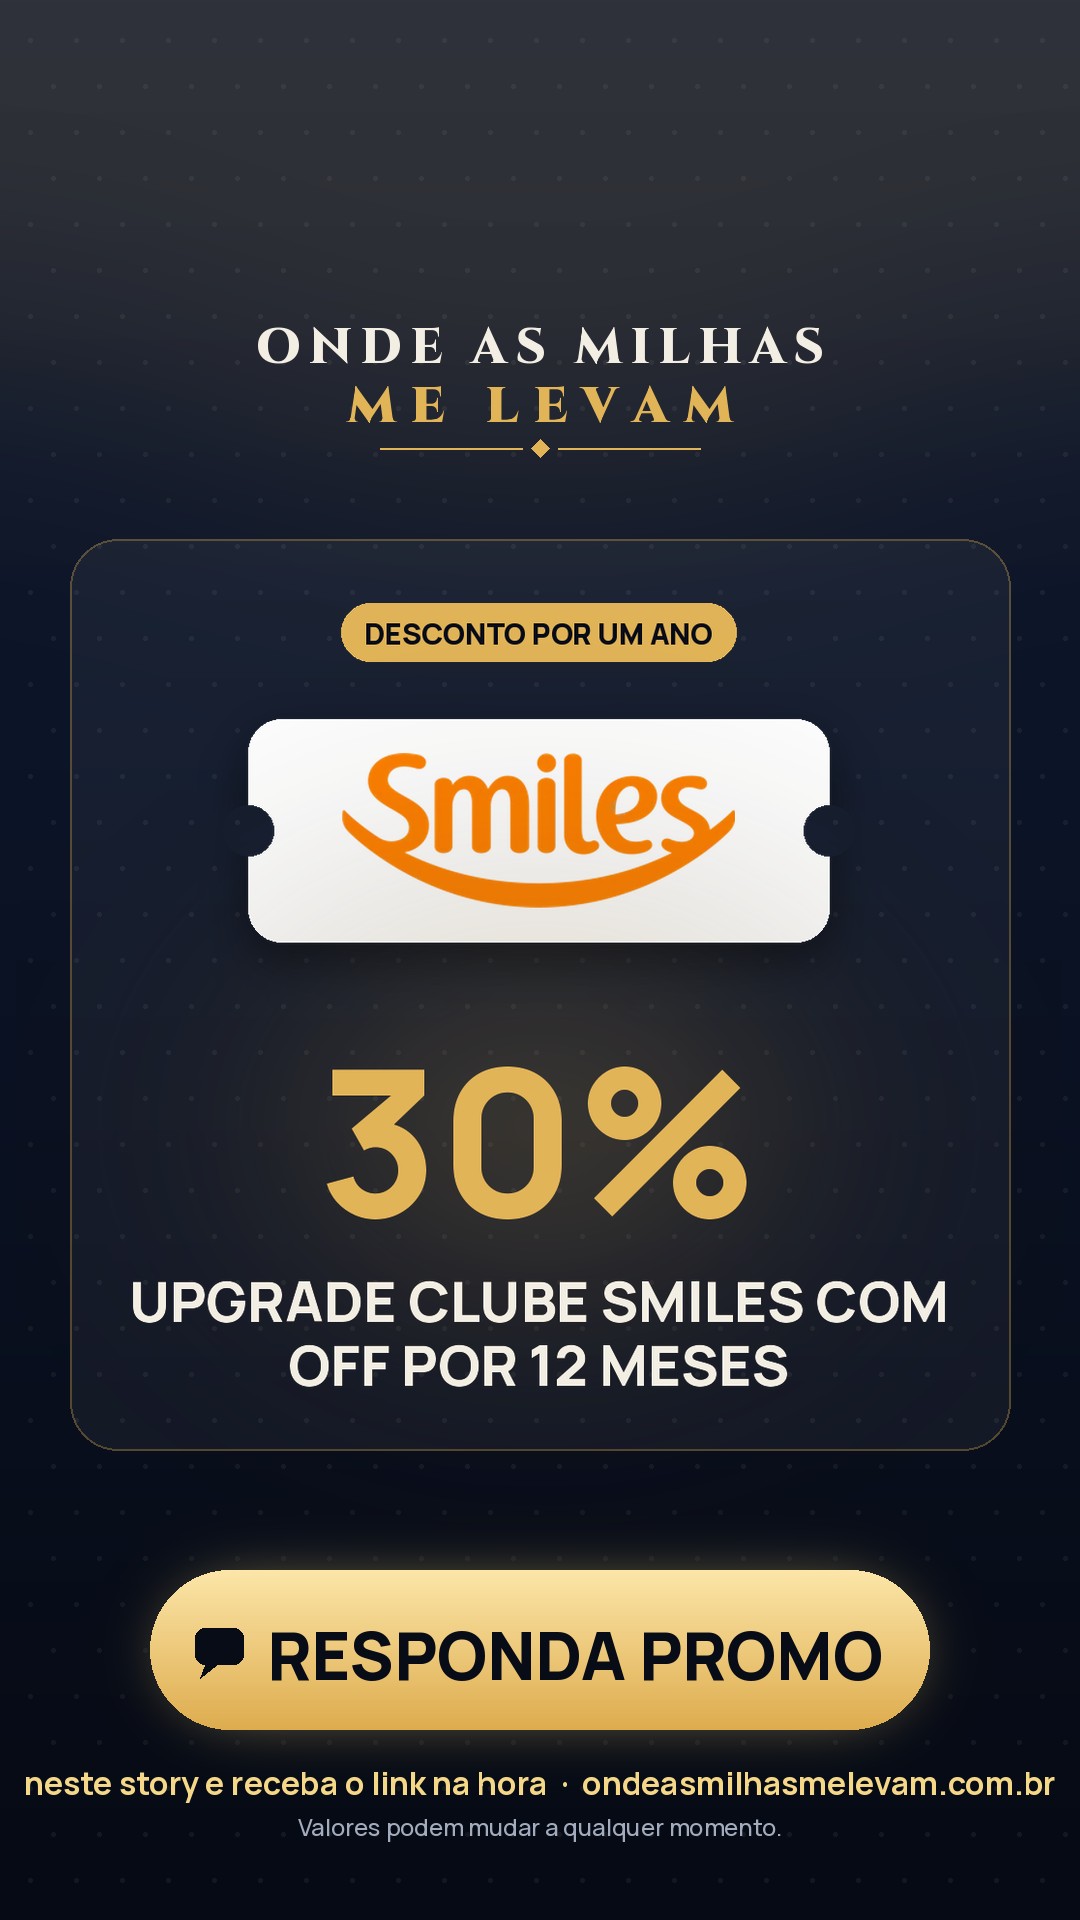 ONDE AS MILHAS
ME LEVAM
DESCONTO POR UM ANO
Smiles
30%
UPGRADE CLUBE SMILES COM
OFF POR 12 MESES
RESPONDA PROMO
neste story e receba o link na hora · ondeasmilhasmelevam.com.br
Valores podem mudar a qualquer momento.